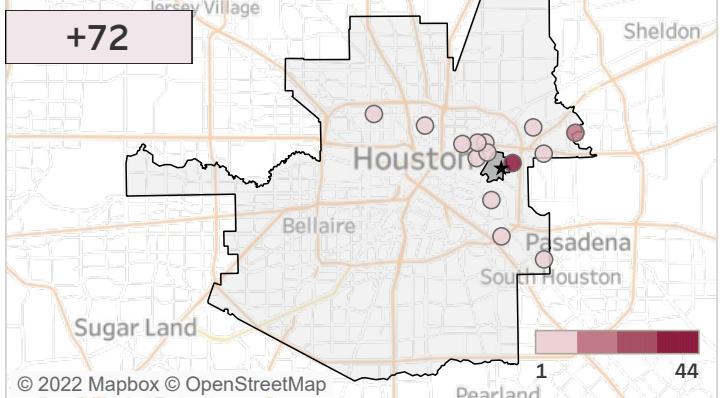 Jersey Village
+72
Sheldon
Houston
Bellaire
Pasadena
South Houston
Sugar Land
1
44
© 2022 Mapbox © OpenStreetMap
Pearland